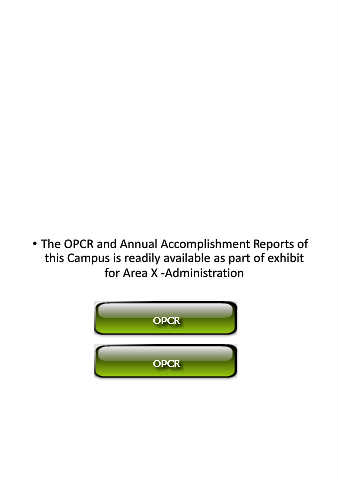 • The OPCR and Annual Accomplishment Reports of
this Campus is readily available as part of exhibit
for Area X -Administration
OPCR
OPCR